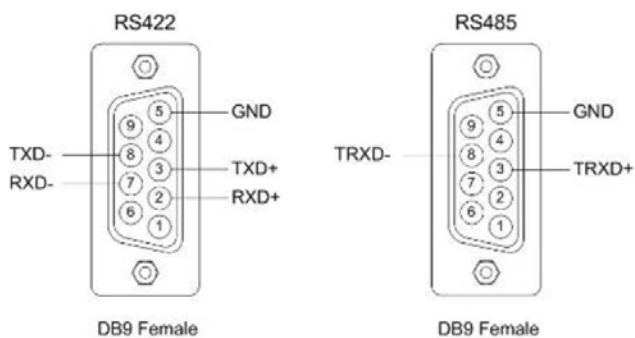 RS422
5
9
GND
4
TXD-
8
3
TXD+
RXD-
7
2
RXD+
6
1
DB9 Female
RS485
5
9
GND
4
TRXD-
8
3
TRXD+
7
2
6
1
DB9 Female